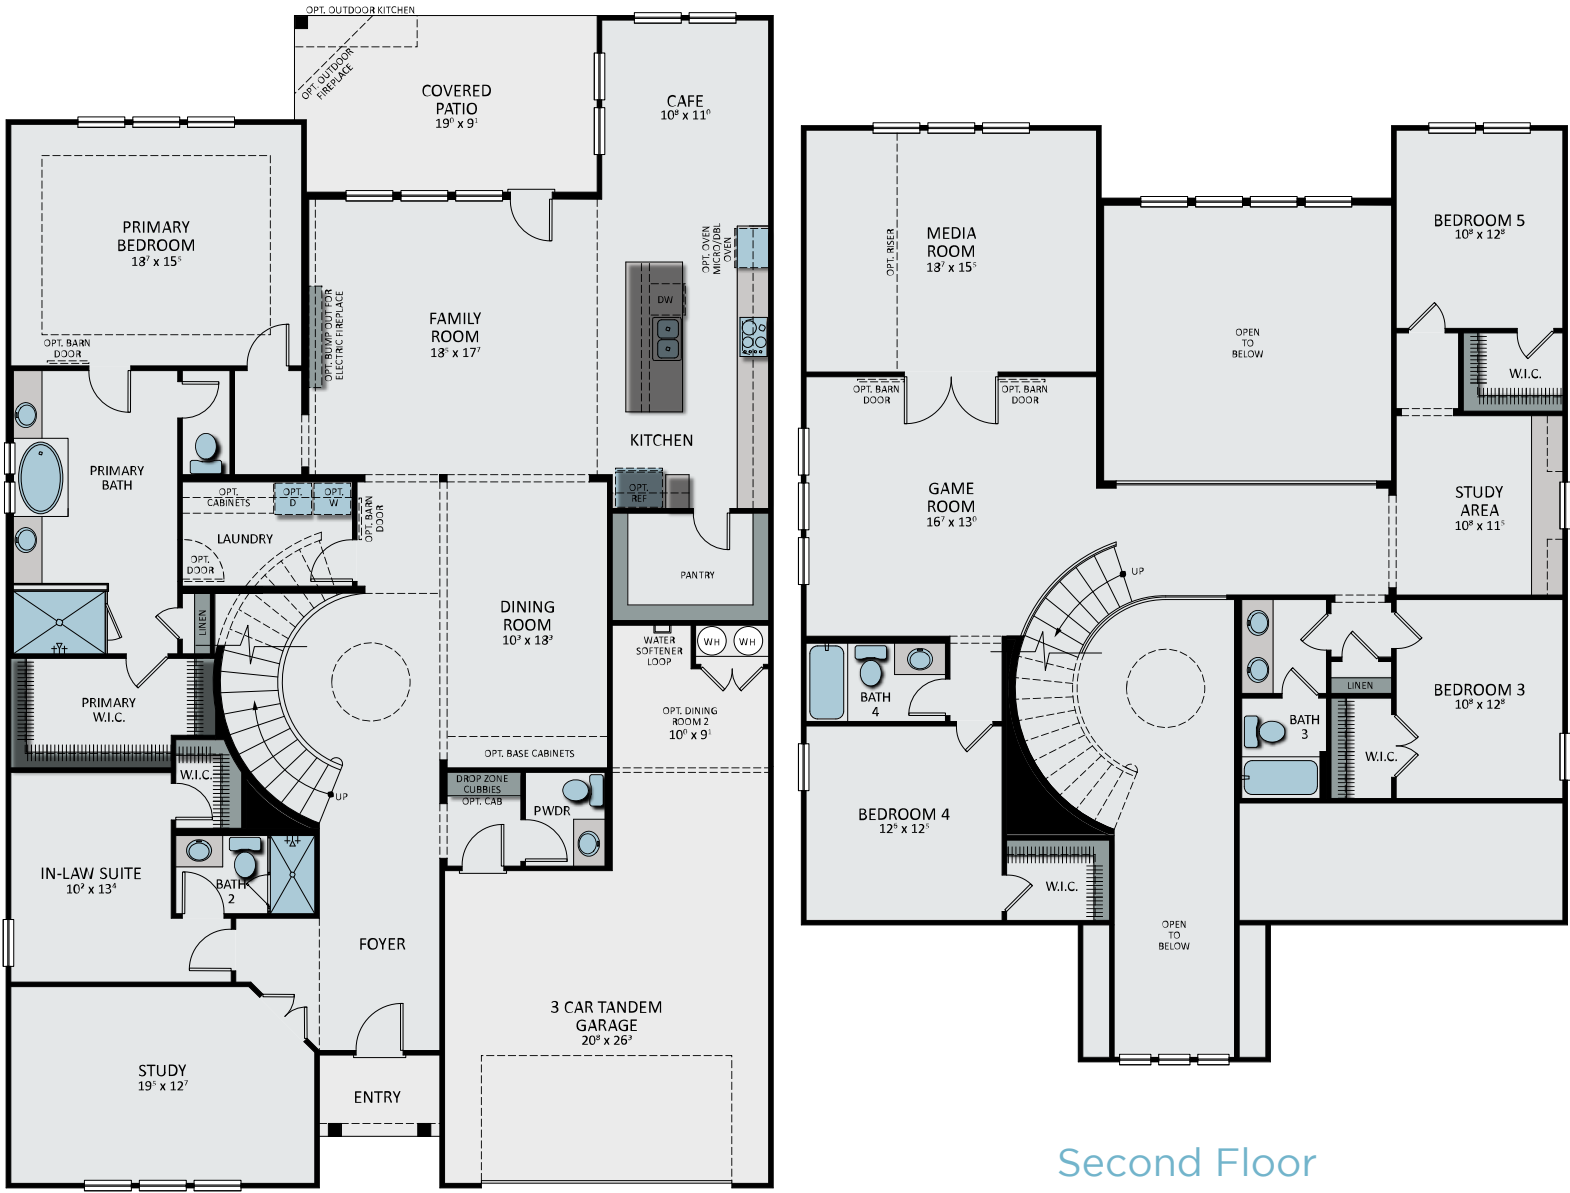 OPT. OUTDOOR KITCHEN
OPT. OUTDOOR
FIREPLACE
COVERED
PATIO
19⁰ x 9¹
CAFE
10⁸ x 11⁰
PRIMARY
BEDROOM
18⁷ x 15⁵
OPT. BARN
DOOR
OPT. BUMP OUT FOR
ELECTRIC FIREPLACE
FAMILY
ROOM
18⁵ x 17⁷
OPT. OVEN
MICRO/DBL
OVEN
DW
KITCHEN
OPT.
REF
PRIMARY
BATH
OPT.
CABINETS
OPT.
D
OPT.
W
OPT. BARN
DOOR
LAUNDRY
OPT.
DOOR
PANTRY
LINEN
DINING
ROOM
10³ x 18³
WATER
SOFTENER
LOOP
WH
WH
PRIMARY
W.I.C.
OPT. DINING
ROOM 2
10⁰ x 9¹
OPT. BASE CABINETS
W.I.C.
UP
DROP ZONE
CUBBIES
OPT. CAB
PWDR
IN-LAW SUITE
10² x 13⁴
BATH
2
FOYER
3 CAR TANDEM
GARAGE
20⁸ x 26³
STUDY
19⁵ x 12⁷
ENTRY
OPT. RISER
MEDIA
ROOM
18⁷ x 15⁵
BEDROOM 5
10⁸ x 12⁸
OPEN
TO
BELOW
W.I.C.
OPT. BARN
DOOR
OPT. BARN
DOOR
GAME
ROOM
16⁷ x 13⁰
STUDY
AREA
10⁸ x 11⁵
UP
BATH
4
LINEN
BEDROOM 3
10⁸ x 12⁸
BATH
3
W.I.C.
BEDROOM 4
12⁶ x 12⁵
W.I.C.
OPEN
TO
BELOW
Second Floor